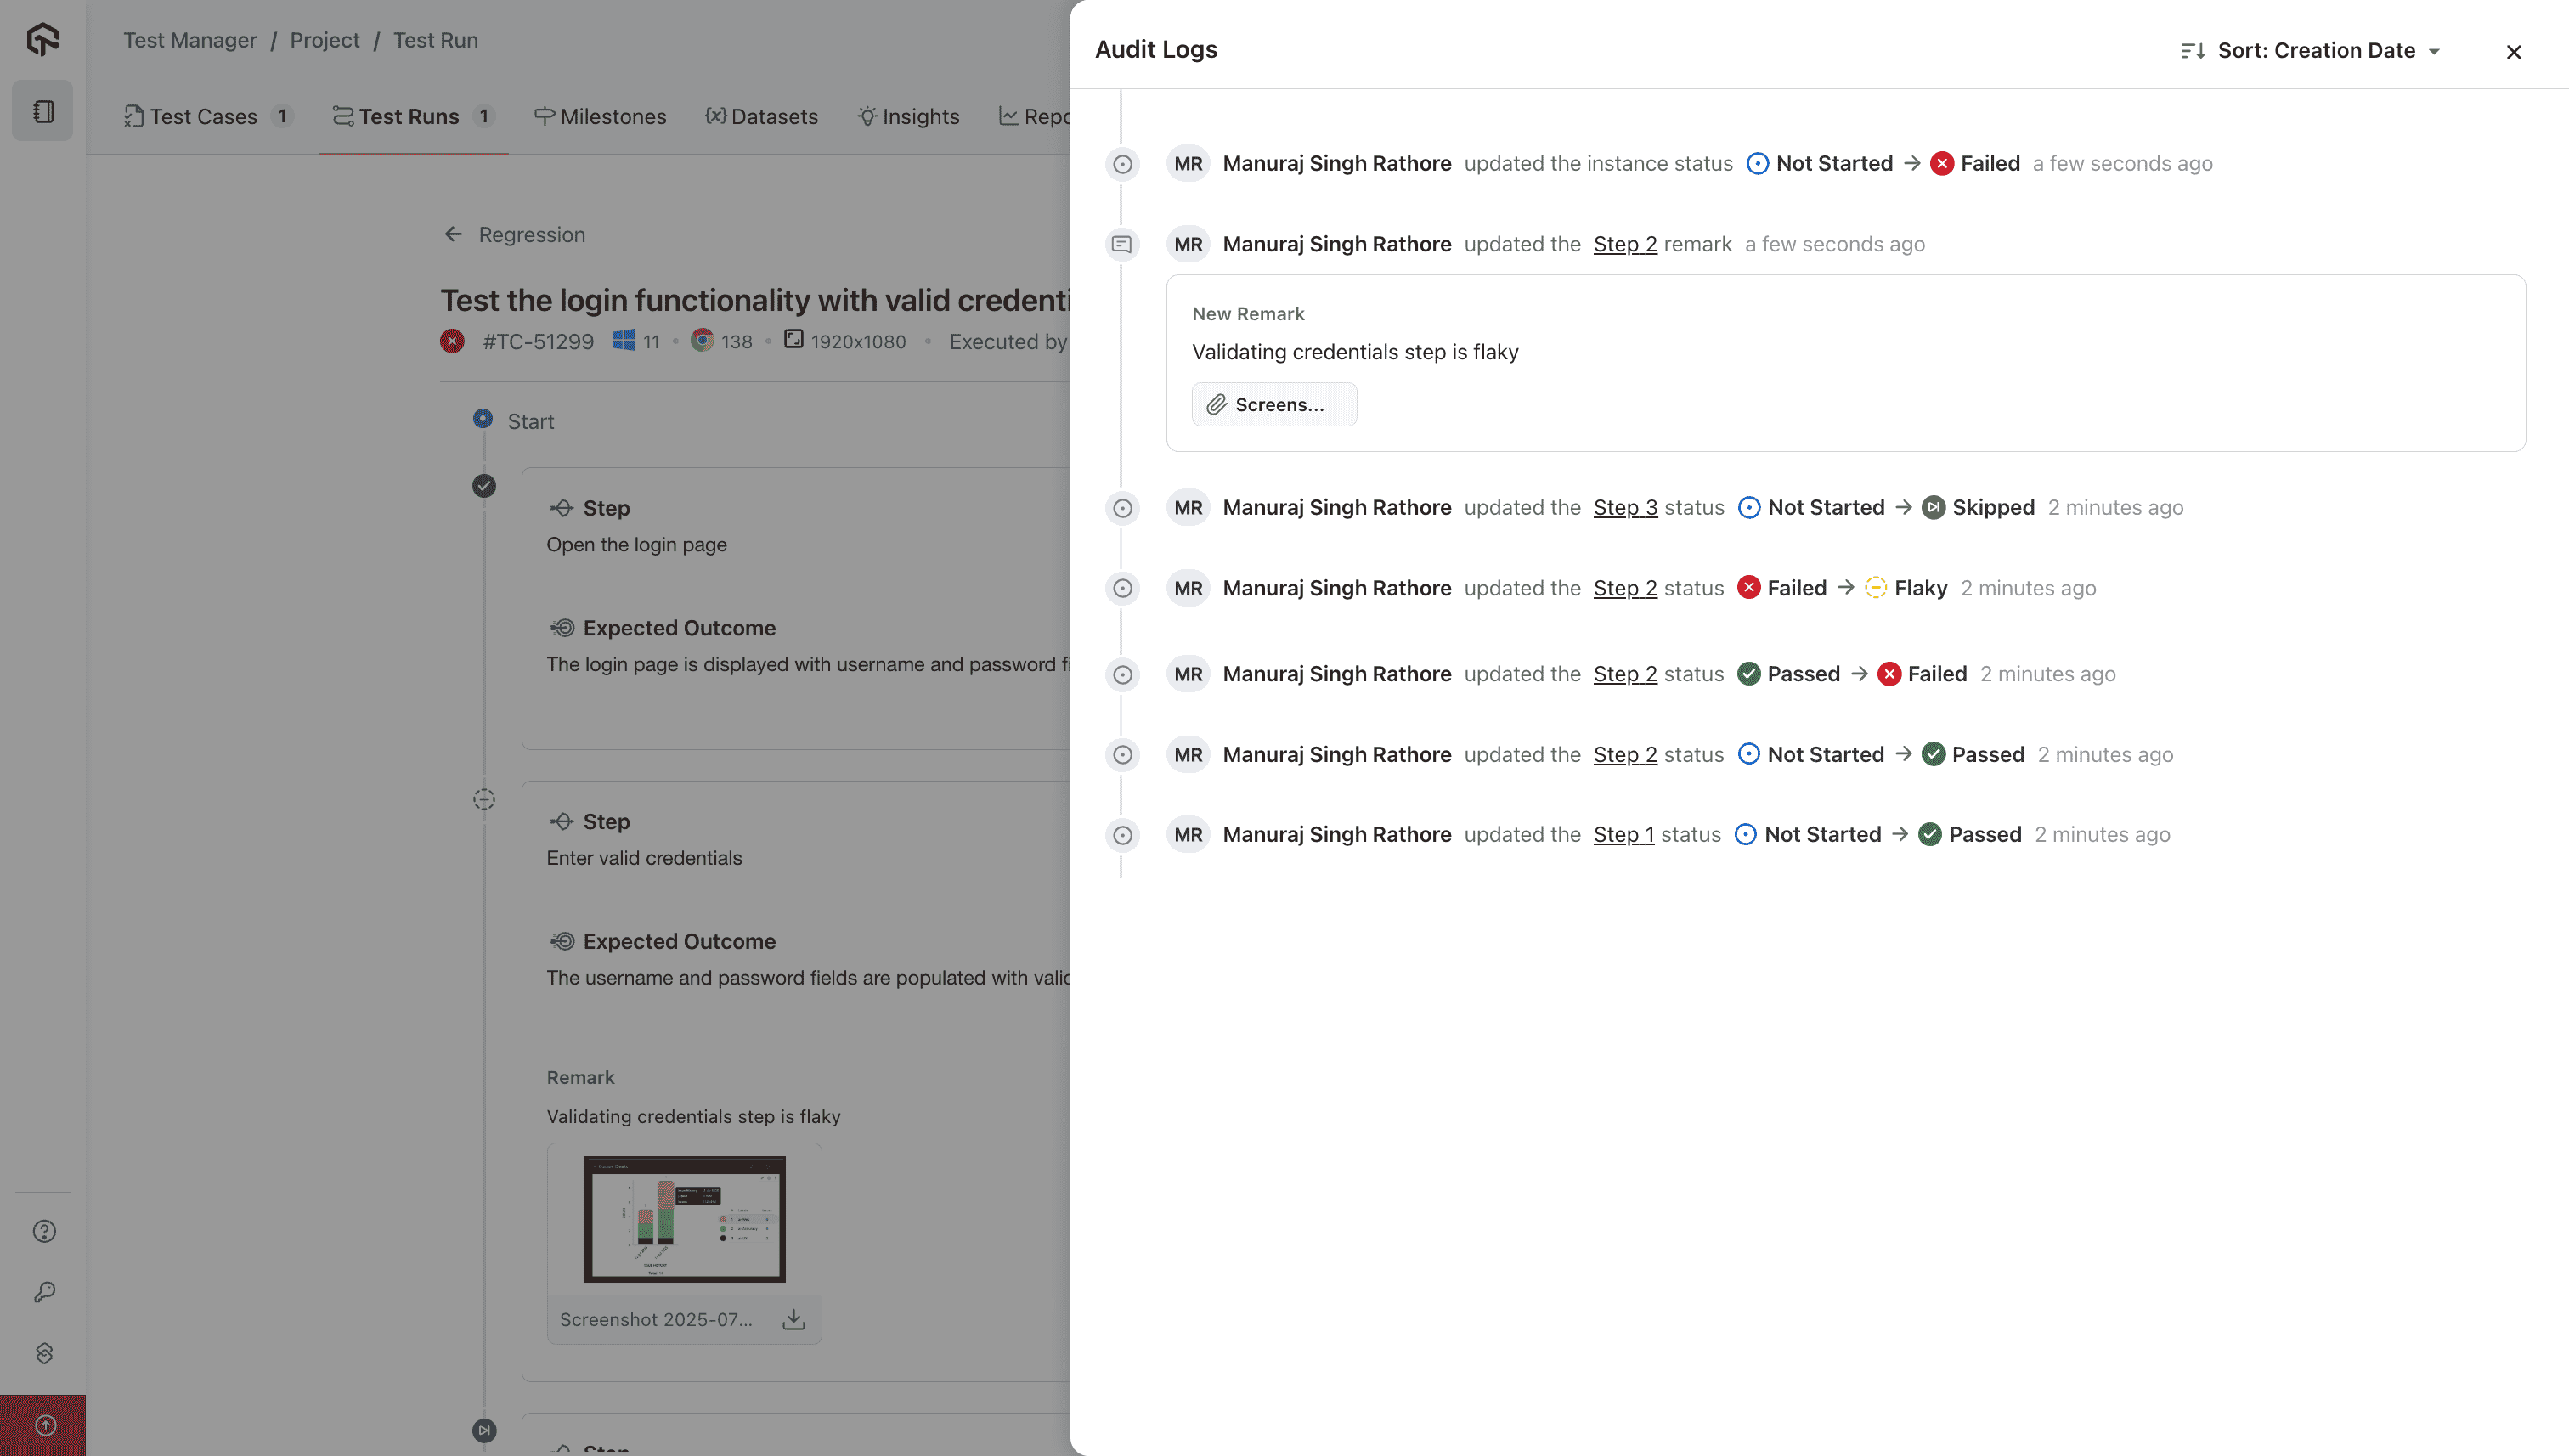 Test Manager / Project / Test Run
Test Cases 1 Test Runs 1 Milestones Datasets Insights
Regression
Test the login functionality with valid
#TC-51299 11 • 138 • 1920x1080 • Executed by
Start
Step
Open the login page
Expected Outcome
The login page is displayed with username and password
Step
Enter valid credentials
Expected Outcome
The username and password fields are populated with
Remark
Validating credentials step is flaky
Screenshot 2025-07...
Step
Audit Logs
Sort: Creation Date
MR Manuraj Singh Rathore updated the instance status Not Started → Failed a few seconds ago
MR Manuraj Singh Rathore updated the Step 2 remark a few seconds ago
New Remark
Validating credentials step is flaky
Screens...
MR Manuraj Singh Rathore updated the Step 3 status Not Started → Skipped 2 minutes ago
MR Manuraj Singh Rathore updated the Step 2 status Failed → Flaky 2 minutes ago
MR Manuraj Singh Rathore updated the Step 2 status Passed → Failed 2 minutes ago
MR Manuraj Singh Rathore updated the Step 2 status Not Started → Passed 2 minutes ago
MR Manuraj Singh Rathore updated the Step 1 status Not Started → Passed 2 minutes ago